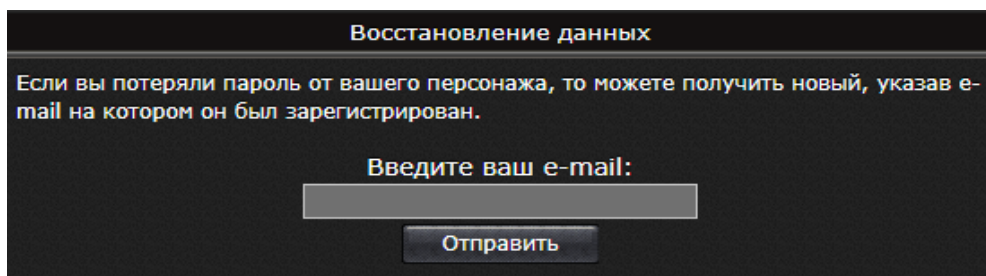 Восстановление данных
Если вы потеряли пароль от вашего персонажа, то можете получить новый, указав e-
mail на котором он был зарегистрирован.
Введите ваш e-mail:
Отправить